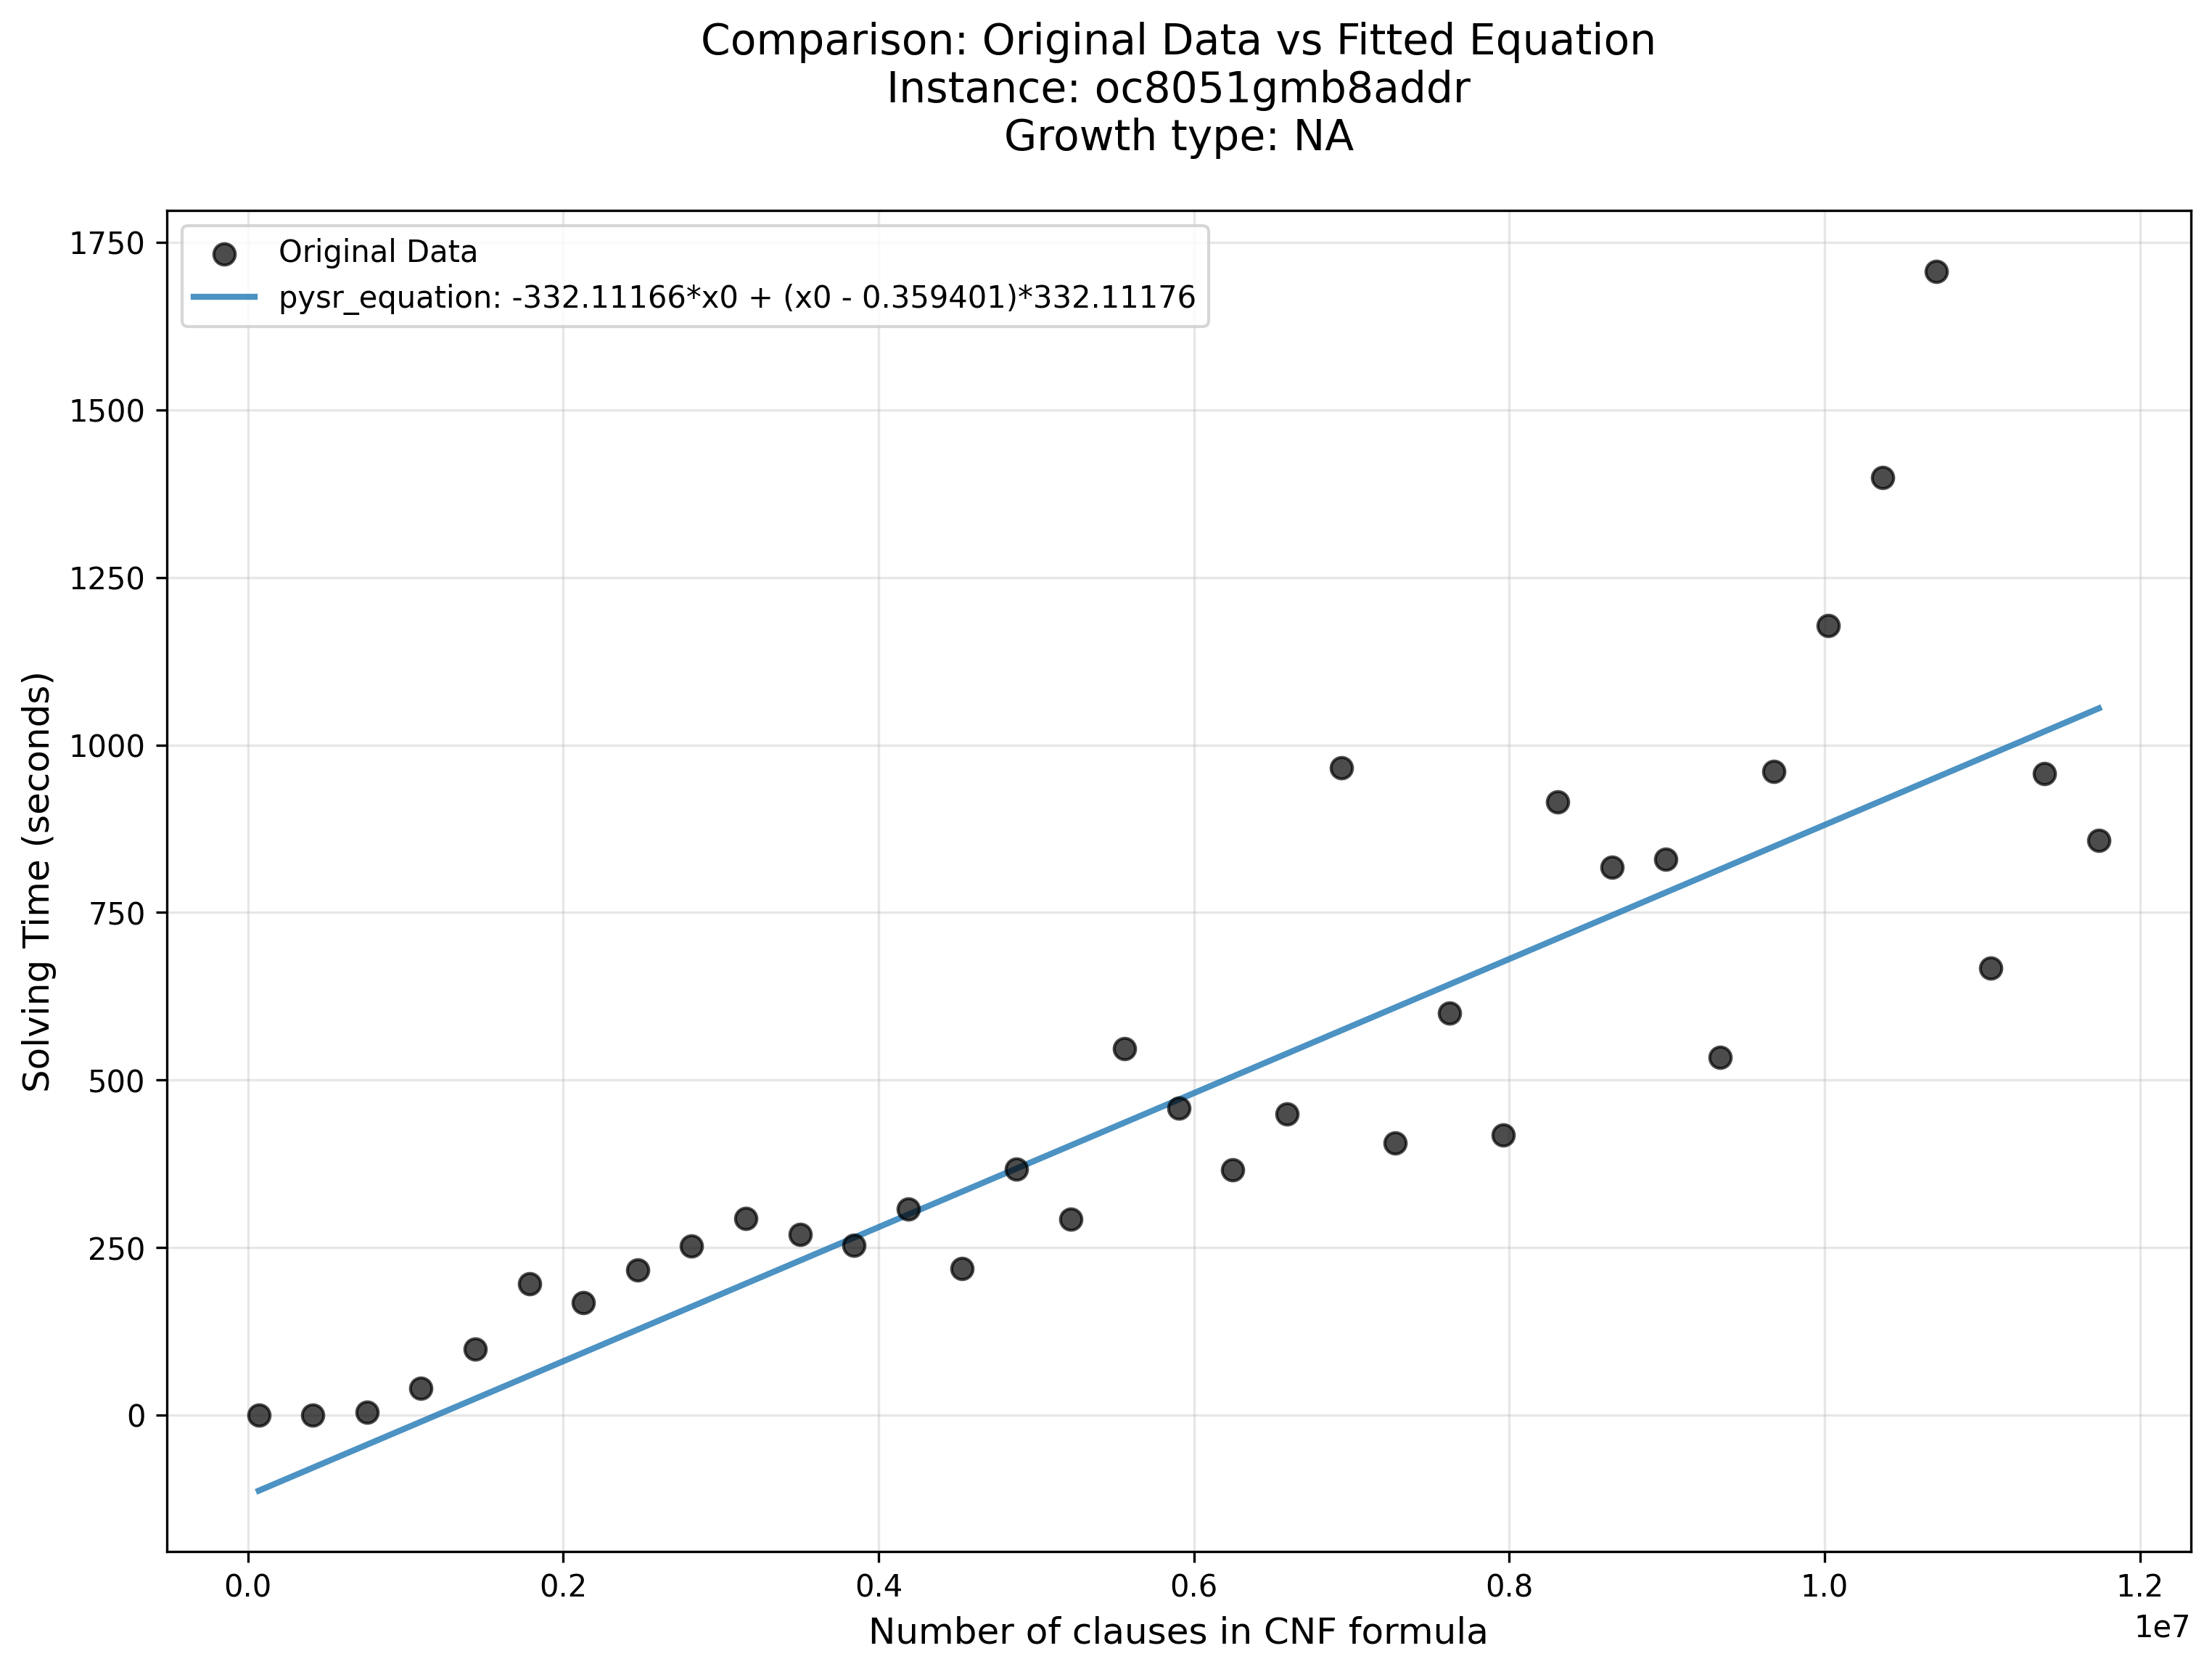 Comparison: Original Data vs Fitted Equation
Instance: oc8051gmb8addr
Growth type: NA
Original Data
pysr_equation: -332.11166*x0 + (x0 - 0.359401)*332.11176
Solving Time (seconds)
1750
1500
1250
1000
750
500
250
0
0.0 0.2 0.4 0.6 0.8 1.0 1.2
1e7
Number of clauses in CNF formula